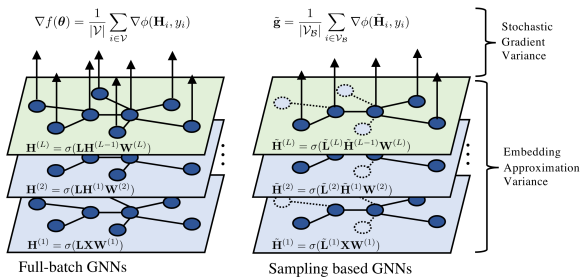 ∇f(θ) = 1/|V| ∑_{i∈V} ∇ϕ(H_i, y_i)
g̃ = 1/|V_B| ∑_{i∈V_B} ∇ϕ(H̃_i, y_i)
Stochastic
Gradient
Variance
H^{(L)} = σ(LH^{(L-1)}W^{(L)})
H^{(2)} = σ(LH^{(1)}W^{(2)})
H^{(1)} = σ(LXW^{(1)})
H̃^{(L)} = σ(L̃^{(L)}H̃^{(L-1)}W^{(L)})
H̃^{(2)} = σ(L̃^{(2)}H̃^{(1)}W^{(2)})
H̃^{(1)} = σ(L̃^{(1)}XW^{(1)})
Embedding
Approximation
Variance
Full-batch GNNs
Sampling based GNNs